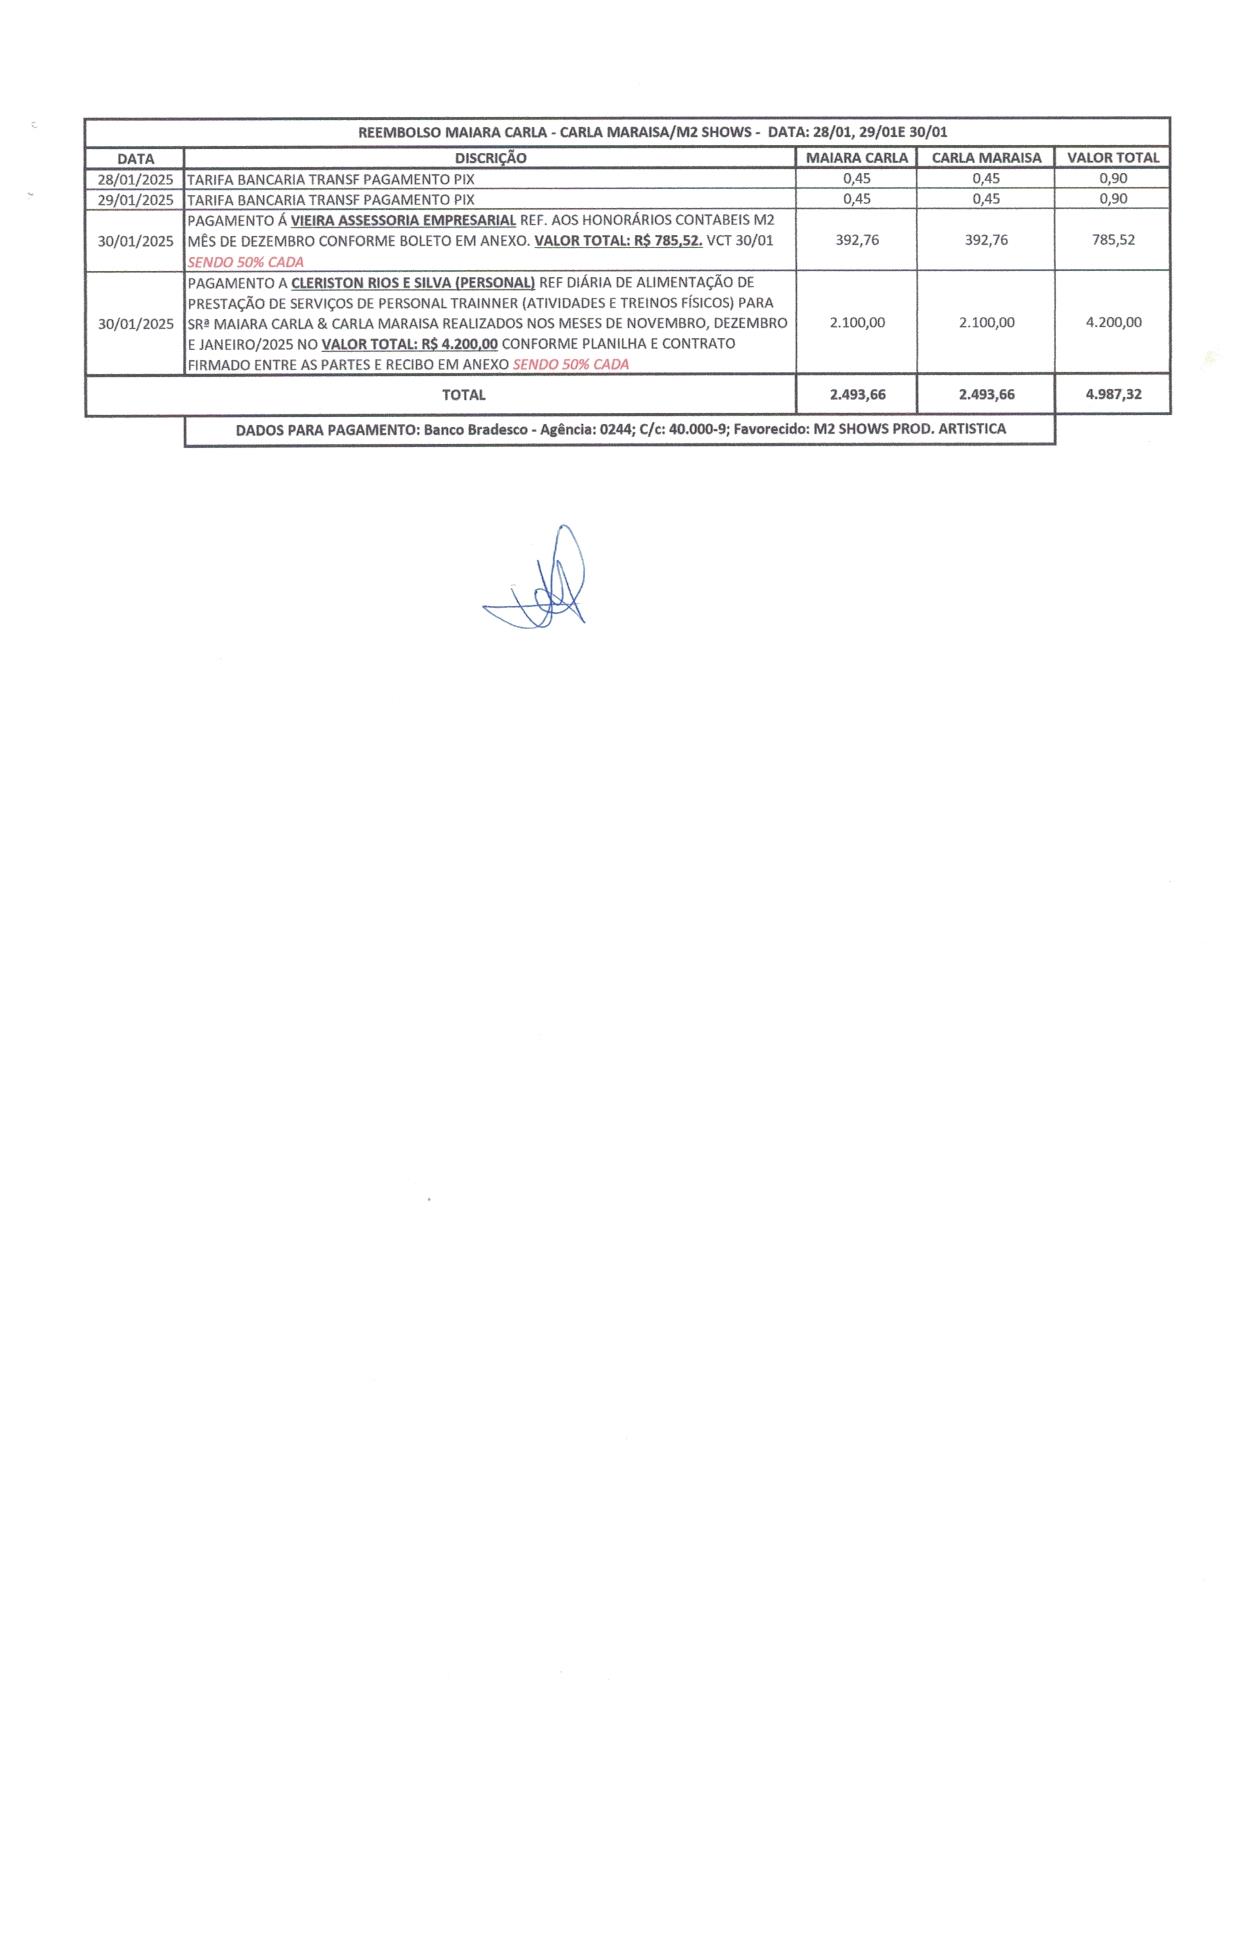 REEMBOLSO MAIARA CARLA - CARLA MARAISA/M2 SHOWS - DATA: 28/01, 29/01E 30/01
DATA DISCRIÇÃO MAIARA CARLA CARLA MARAISA VALOR TOTAL
28/01/2025 TARIFA BANCARIA TRANSF PAGAMENTO PIX 0,45 0,45 0,90
29/01/2025 TARIFA BANCARIA TRANSF PAGAMENTO PIX 0,45 0,45 0,90
PAGAMENTO Á VIEIRA ASSESSORIA EMPRESARIAL REF. AOS HONORÁRIOS CONTABEIS M2
30/01/2025 MÊS DE DEZEMBRO CONFORME BOLETO EM ANEXO. VALOR TOTAL: R$ 785,52. VCT 30/01 392,76 392,76 785,52
SENDO 50% CADA
PAGAMENTO A CLERISTON RIOS E SILVA (PERSONAL) REF DIÁRIA DE ALIMENTAÇÃO DE
PRESTAÇÃO DE SERVIÇOS DE PERSONAL TRAINNER (ATIVIDADES E TREINOS FÍSICOS) PARA
30/01/2025 SRª MAIARA CARLA & CARLA MARAISA REALIZADOS NOS MESES DE NOVEMBRO, DEZEMBRO 2.100,00 2.100,00 4.200,00
E JANEIRO/2025 NO VALOR TOTAL: R$ 4.200,00 CONFORME PLANILHA E CONTRATO
FIRMADO ENTRE AS PARTES E RECIBO EM ANEXO SENDO 50% CADA
TOTAL 2.493,66 2.493,66 4.987,32
DADOS PARA PAGAMENTO: Banco Bradesco - Agência: 0244; C/c: 40.000-9; Favorecido: M2 SHOWS PROD. ARTISTICA